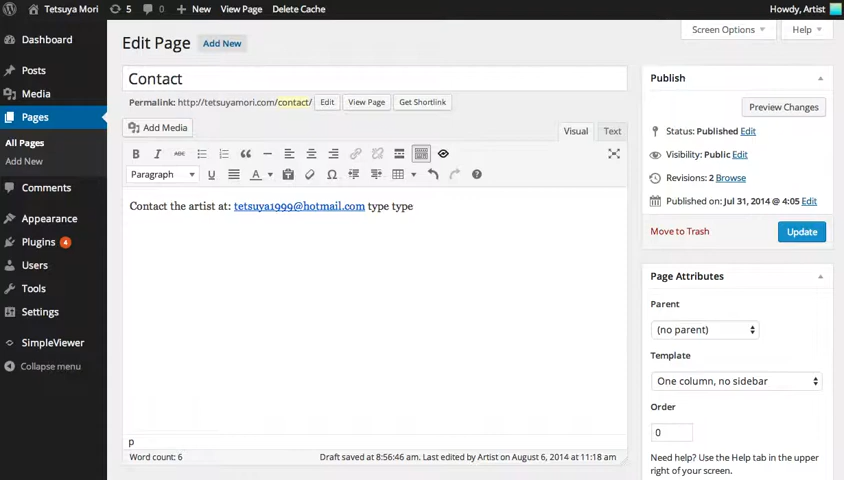 Tetsuya Mori 5 0 New View Page Delete Cache Howdy, Artist
Screen Options Help
Dashboard
Posts
Media
Pages
All Pages
Add New
Comments
Appearance
Plugins 4
Users
Tools
Settings
SimpleViewer
Collapse menu
Edit Page Add New
Contact
Permalink: http://tetsuyamori.com/contact/ Edit View Page Get Shortlink
Add Media
Visual Text
B I ABC
Paragraph U A Ω ?
Contact the artist at: tetsuya1999@hotmail.com type type
p
Word count: 6 Draft saved at 8:56:46 am. Last edited by Artist on August 6, 2014 at 11:18 am
Publish
Preview Changes
Status: Published Edit
Visibility: Public Edit
Revisions: 2 Browse
Published on: Jul 31, 2014 @ 4:05 Edit
Move to Trash Update
Page Attributes
Parent
(no parent)
Template
One column, no sidebar
Order
0
Need help? Use the Help tab in the upper
right of your screen.